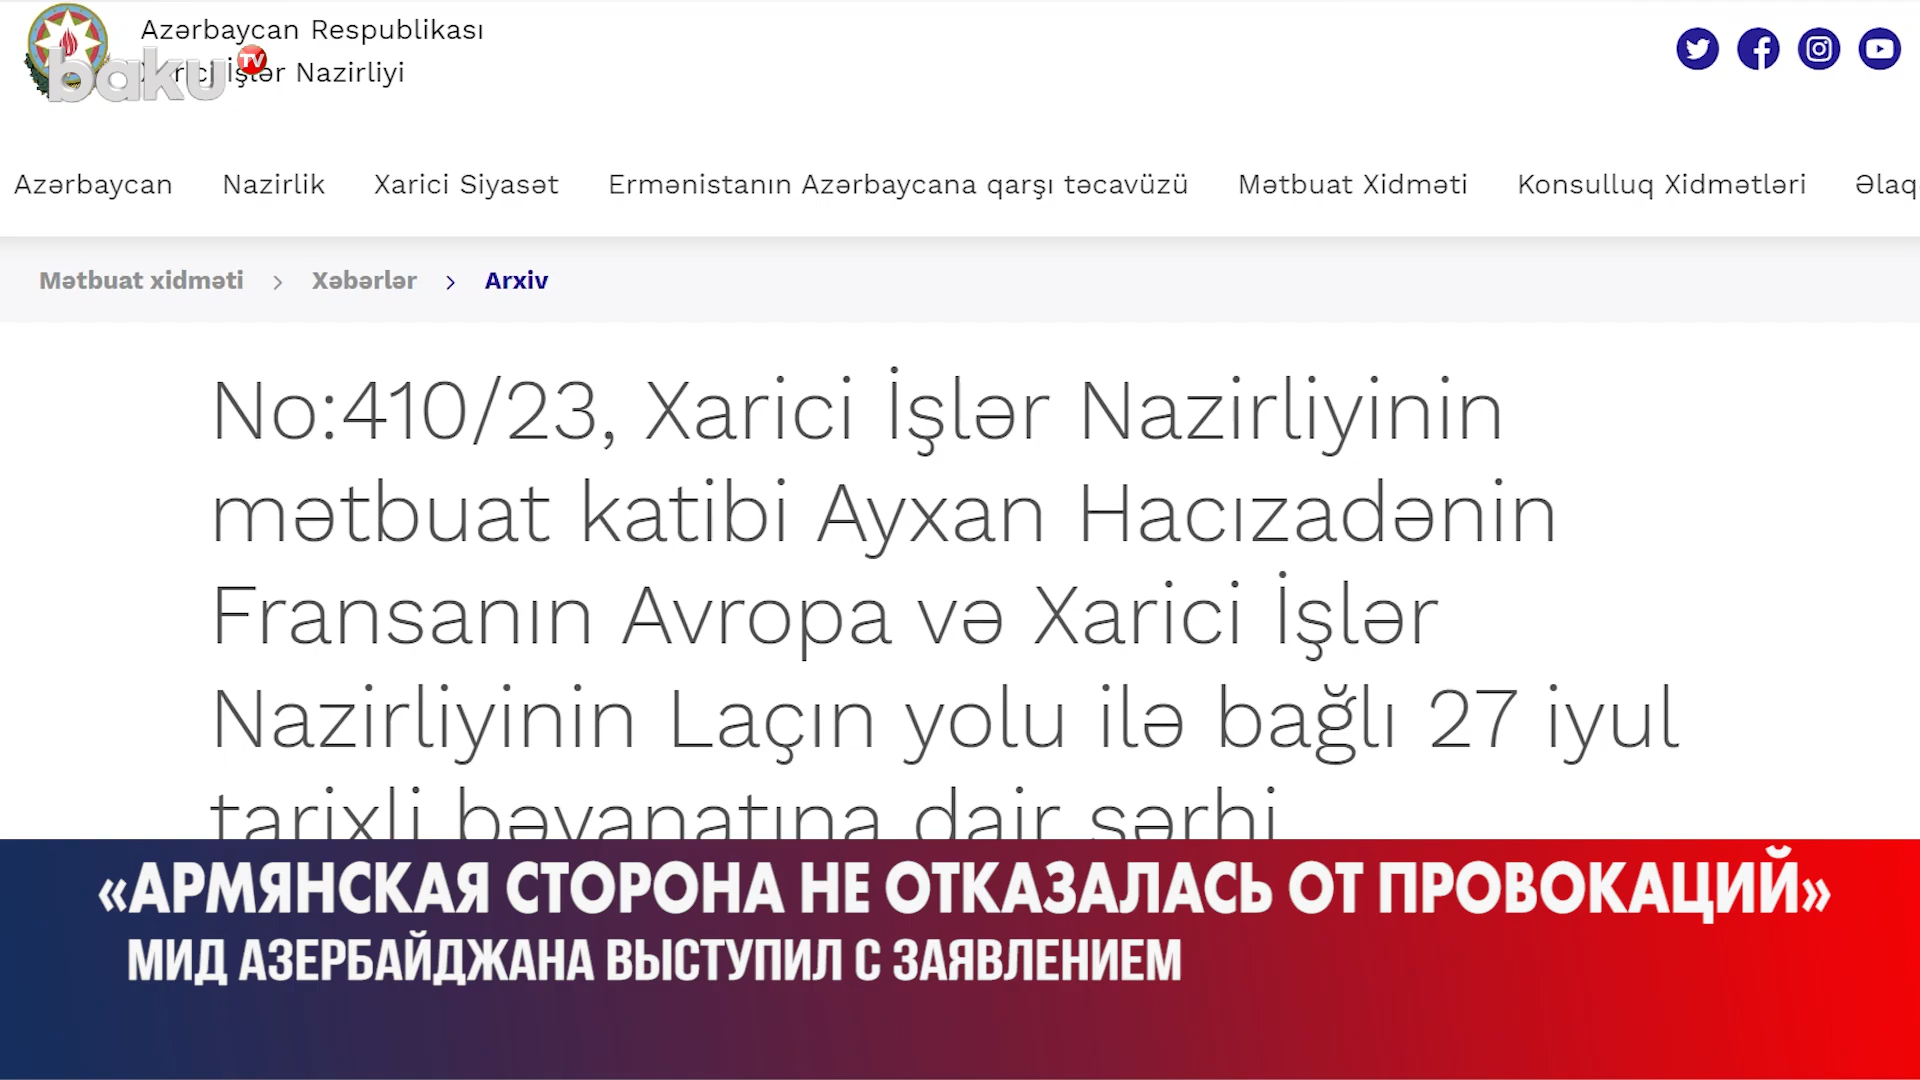 Azərbaycan Respublikası
Xarici İşlər Nazirliyi
baku TV
Azərbaycan Nazirlik Xarici Siyasət Ermənistanın Azərbaycana qarşı təcavüzü Mətbuat Xidməti Konsulluq Xidmətləri Əlaq
Mətbuat xidməti > Xəbərlər > Arxiv
No:410/23, Xarici İşlər Nazirliyinin
mətbuat katibi Ayxan Hacızadənin
Fransanın Avropa və Xarici İşlər
Nazirliyinin Laçın yolu ilə bağlı 27 iyul
tarixli bəyanatına dair şərhi
«АРМЯНСКАЯ СТОРОНА НЕ ОТКАЗАЛАСЬ ОТ ПРОВОКАЦИЙ»
МИД АЗЕРБАЙДЖАНА ВЫСТУПИЛ С ЗАЯВЛЕНИЕМ